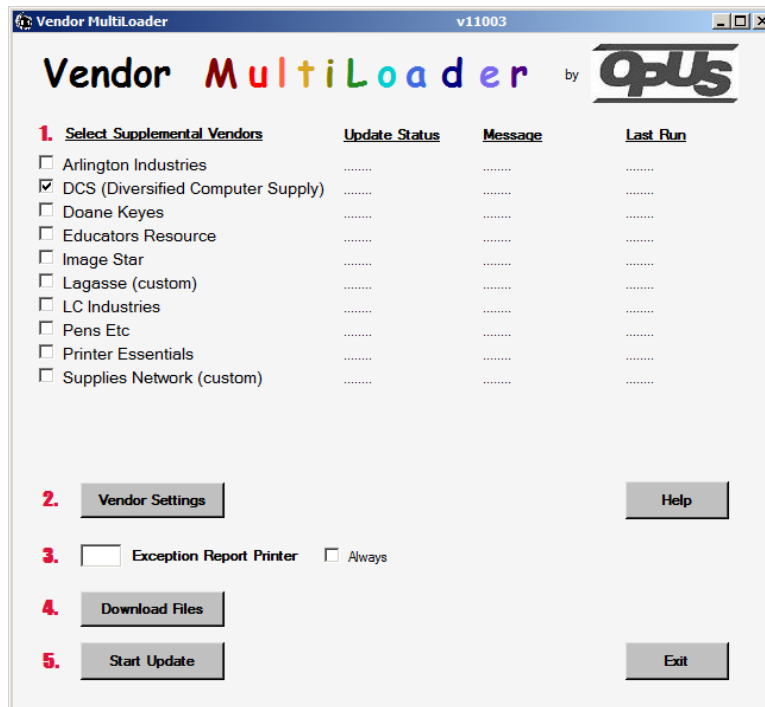 Vendor MultiLoader v11003
Vendor MultiLoader by OPUS
1. Select Supplemental Vendors Update Status Message Last Run
Arlington Industries ........ ........ ........
DCS (Diversified Computer Supply) ........ ........ ........
Doane Keyes ........ ........ ........
Educators Resource ........ ........ ........
Image Star ........ ........ ........
Lagasse (custom) ........ ........ ........
LC Industries ........ ........ ........
Pens Etc ........ ........ ........
Printer Essentials ........ ........ ........
Supplies Network (custom) ........ ........ ........
2. Vendor Settings Help
3. Exception Report Printer Always
4. Download Files
5. Start Update Exit